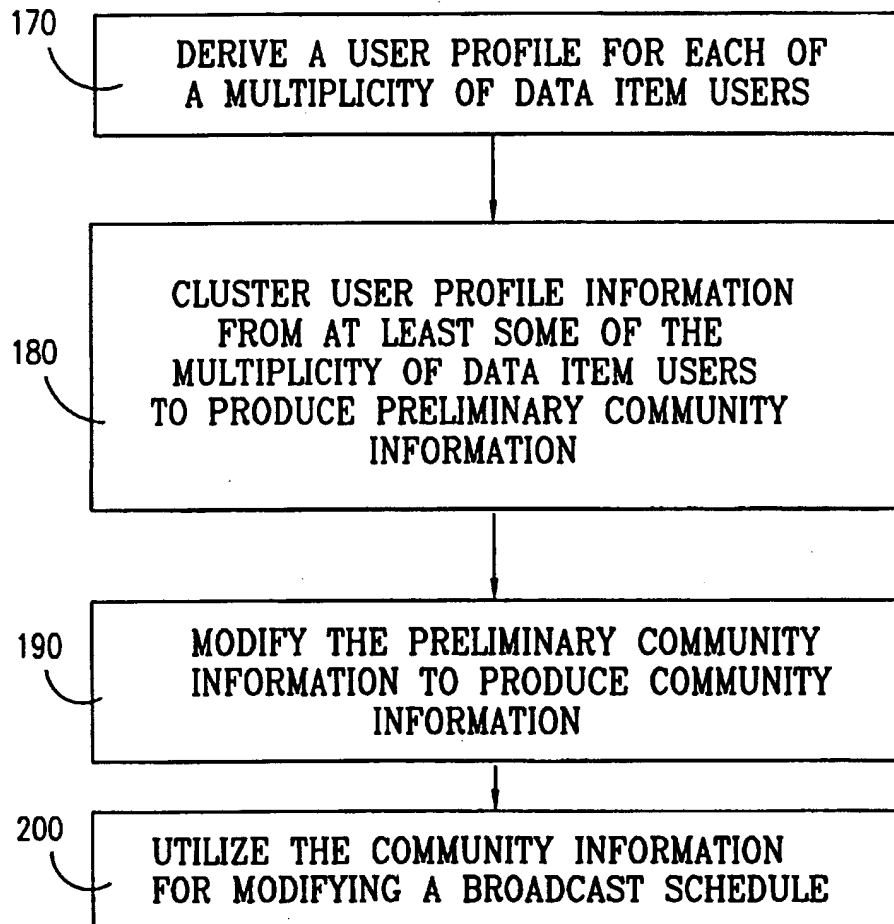 170
DERIVE A USER PROFILE FOR EACH OF
A MULTIPLICITY OF DATA ITEM USERS
180
CLUSTER USER PROFILE INFORMATION
FROM AT LEAST SOME OF THE
MULTIPLICITY OF DATA ITEM USERS
TO PRODUCE PRELIMINARY COMMUNITY
INFORMATION
190
MODIFY THE PRELIMINARY COMMUNITY
INFORMATION TO PRODUCE COMMUNITY
INFORMATION
200
UTILIZE THE COMMUNITY INFORMATION
FOR MODIFYING A BROADCAST SCHEDULE